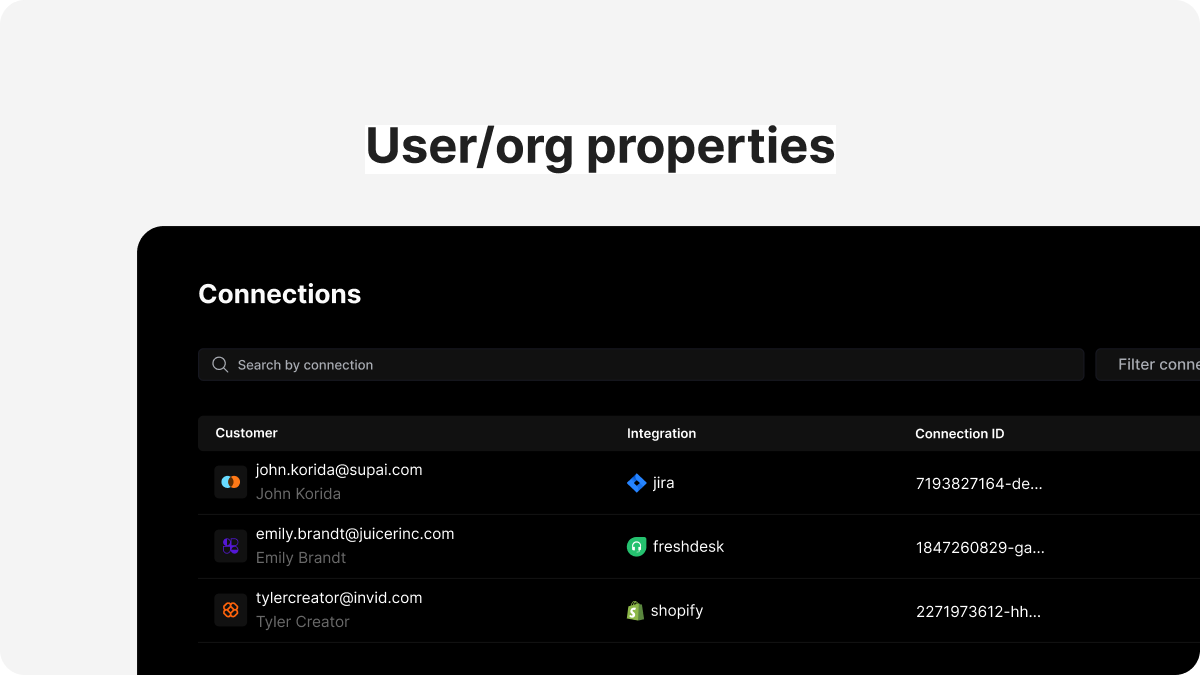 User/org properties
Connections
Search by connection
Filter conne
Customer Integration Connection ID
john.korida@supai.com
John Korida
jira
7193827164-de...
emily.brandt@juicerinc.com
Emily Brandt
freshdesk
1847260829-ga...
tylercreator@invid.com
Tyler Creator
shopify
2271973612-hh...